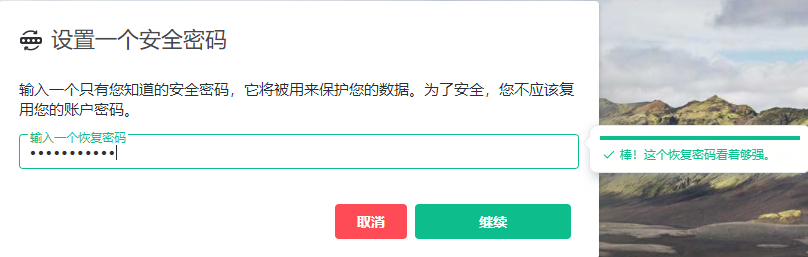 设置一个安全密码
输入一个只有您知道的安全密码，它将被用来保护您的数据。为了安全，您不应该复
用您的账户密码。
输入一个恢复密码
•••••••••••
棒！这个恢复密码看着够强。
取消
继续